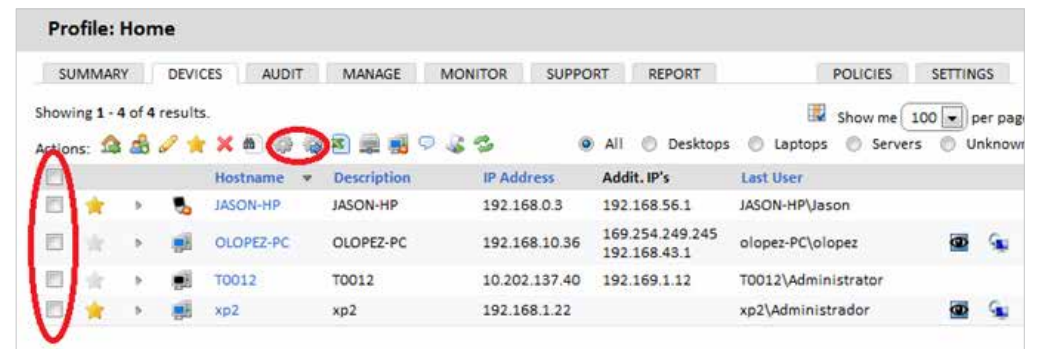 Profile: Home
SUMMARY DEVICES AUDIT MANAGE MONITOR SUPPORT REPORT POLICIES SETTINGS
Showing 1 - 4 of 4 results.
Show me 100 per pag
Actions: All Desktops Laptops Servers Unknown
Hostname Description IP Address Addit. IP's Last User
JASON-HP JASON-HP 192.168.0.3 192.168.56.1 JASON-HP\Jason
OLOPEZ-PC OLOPEZ-PC 192.168.10.36 169.254.249.245 olopez-PC\olopez
192.168.43.1
T0012 T0012 10.202.137.40 192.169.1.12 T0012\Administrator
xp2 xp2 192.168.1.22 xp2\Administrador